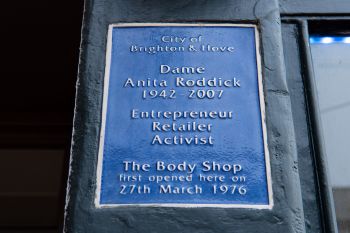 City of
Brighton & Hove
Dame
Anita Roddick
1942-2007
Entrepreneur
Retailer
Activist
The Body Shop
first opened here on
27th March 1976